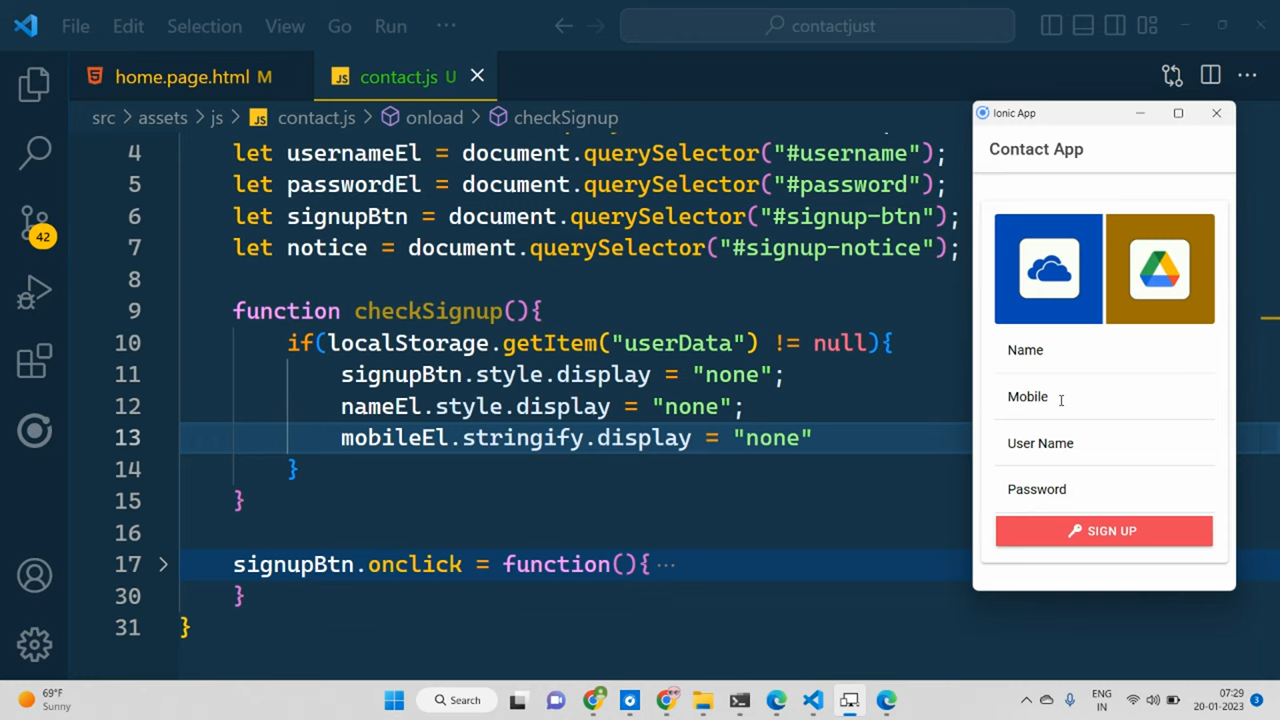 File Edit Selection View Go Run ··· contactjust
home.page.html M JS contact.js U
src > assets > js > JS contact.js > onload > checkSignup
4 let usernameEl = document.querySelector("#username");
5 let passwordEl = document.querySelector("#password");
6 let signupBtn = document.querySelector("#signup-btn");
7 let notice = document.querySelector("#signup-notice");
8
9 function checkSignup(){
10 if(localStorage.getItem("userData") != null){
11 signupBtn.style.display = "none";
12 nameEl.style.display = "none";
13 mobileEl.stringify.display = "none"
14 }
15 }
16
17 signupBtn.onclick = function(){ ···
30 }
31 }
42
Ionic App
Contact App
Name
Mobile
User Name
Password
SIGN UP
69°F
Sunny
Search
ENG
IN
07:29
20-01-2023
3